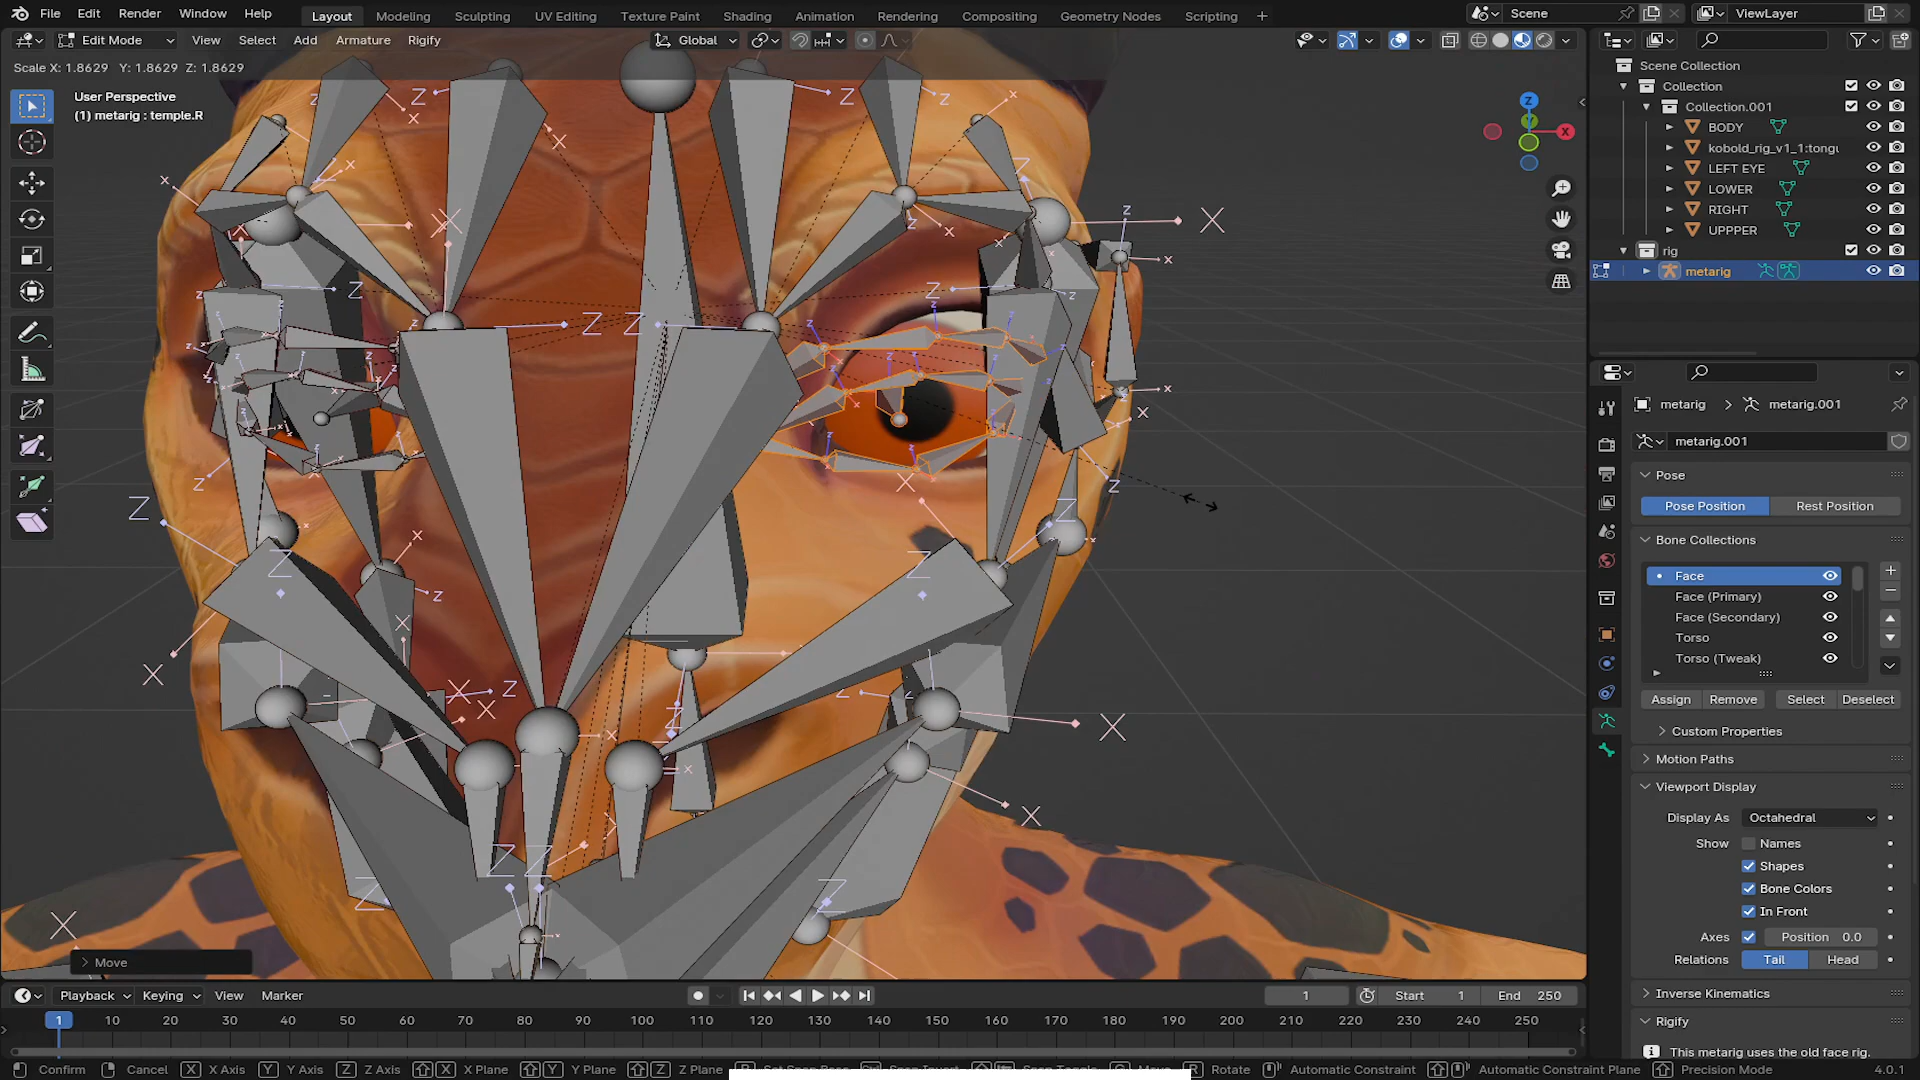 File Edit Render Window Help Layout Modeling Sculpting UV Editing Texture Paint Shading Animation Rendering Compositing Geometry Nodes Scripting + Scene ViewLayer
Edit Mode View Select Add Armature Rigify Global
Scale X: 1.8629 Y: 1.8629 Z: 1.8629
User Perspective
(1) metarig : temple.R
Scene Collection
Collection
Collection.001
BODY
kobold_rig_v1_1:tongu
LEFT EYE
LOWER
RIGHT
UPPPER
rig
metarig
metarig > metarig.001
metarig.001
Pose
Pose Position Rest Position
Bone Collections
Face
Face (Primary)
Face (Secondary)
Torso
Torso (Tweak)
Assign Remove Select Deselect
Custom Properties
Motion Paths
Viewport Display
Display As Octahedral
Show Names
Shapes
Bone Colors
In Front
Axes Position 0.0
Relations Tail Head
Inverse Kinematics
Rigify
This metarig uses the old face rig.
Move
Playback Keying View Marker 1 Start 1 End 250
1 10 20 30 40 50 60 70 80 90 100 110 120 130 140 150 160 170 180 190 200 210 220 230 240 250
Confirm Cancel X X Axis Y Y Axis Z Z Axis X X Plane Y Y Plane Z Z Plane R Rotate Automatic Constraint Automatic Constraint Plane Precision Mode 4.0.1